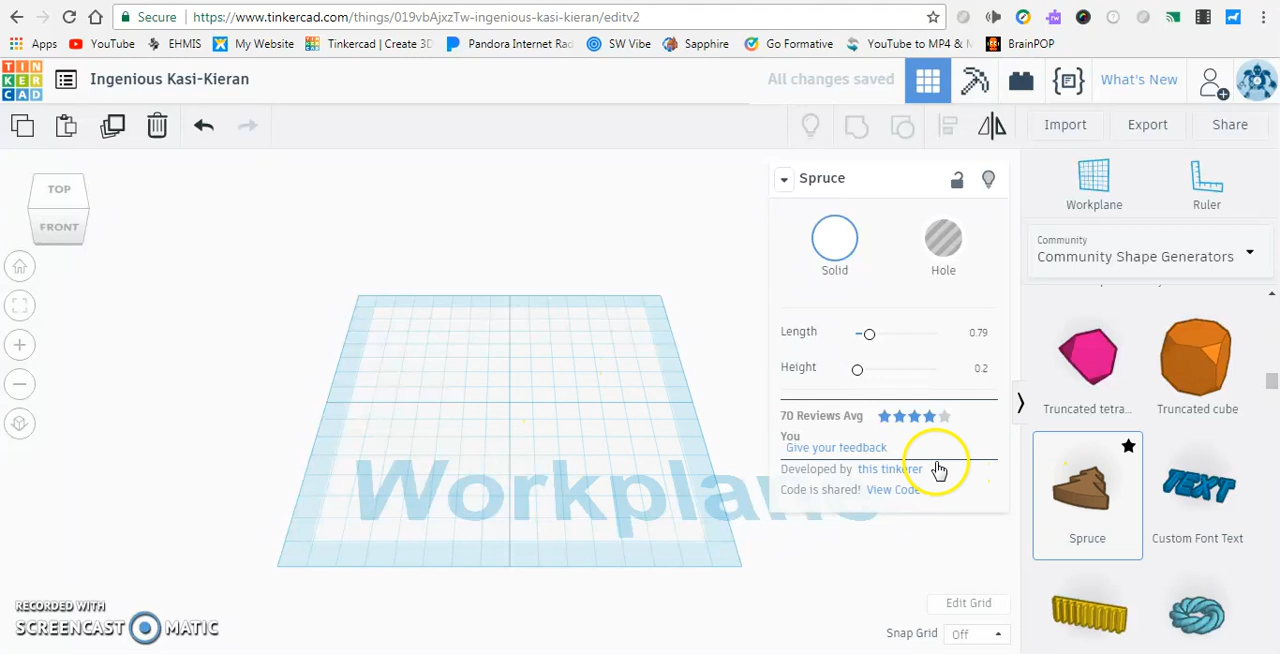 Secure
https://www.tinkercad.com/things/019vbAjxzTw-ingenious-kasi-kieran/editv2
Apps YouTube EHMIS My Website Tinkercad | Create 3D Pandora Internet Rad SW Vibe Sapphire Go Formative YouTube to MP4 & M BrainPOP
TIN
KER
CAD
Ingenious Kasi-Kieran
All changes saved
What's New
Import Export Share
TOP
FRONT
Spruce
Solid Hole
Length 0.79
Height 0.2
70 Reviews Avg
You
Give your feedback
Developed by this tinkerer
Code is shared! View Code
Workplane
Workplane Ruler
Community
Community Shape Generators
Truncated tetra... Truncated cube
TEXT
Spruce Custom Font Text
Edit Grid
Snap Grid Off
RECORDED WITH
SCREENCAST MATIC